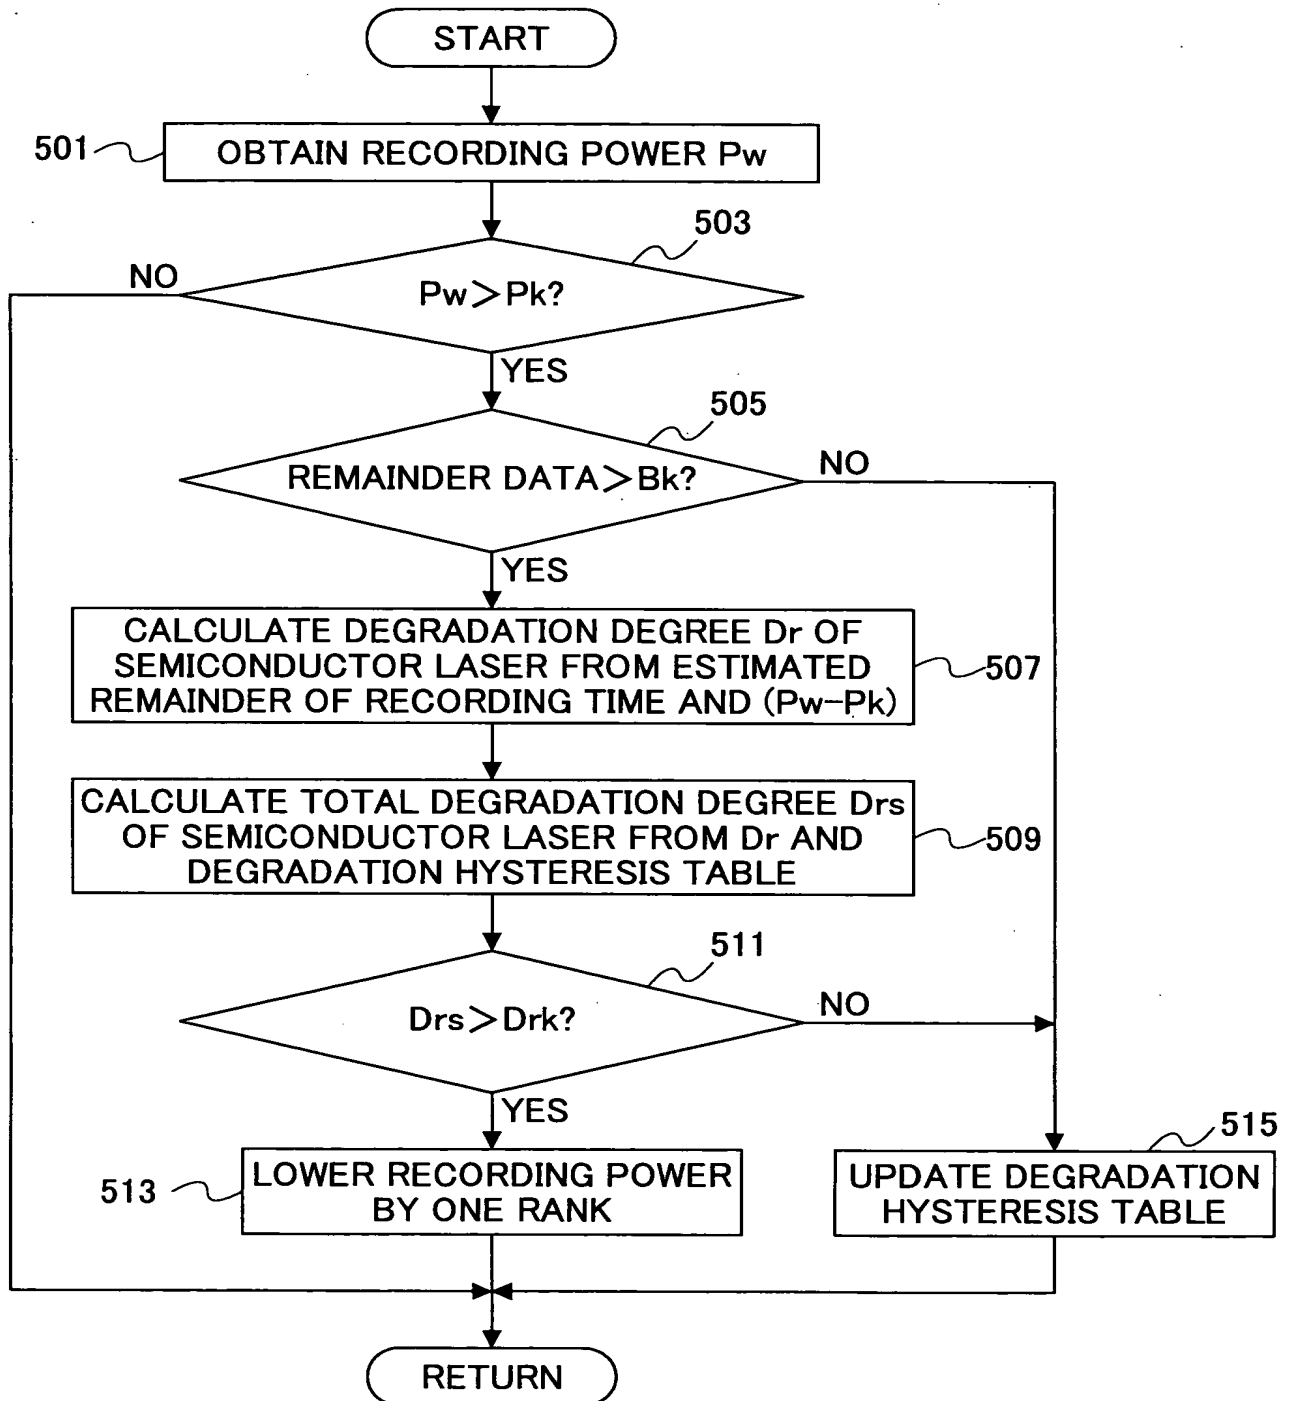 START
501
OBTAIN RECORDING POWER Pw
503
NO
Pw>Pk?
YES
505
REMAINDER DATA>Bk?
NO
YES
CALCULATE DEGRADATION DEGREE Dr OF
SEMICONDUCTOR LASER FROM ESTIMATED
REMAINDER OF RECORDING TIME AND (Pw-Pk)
507
CALCULATE TOTAL DEGRADATION DEGREE Drs
OF SEMICONDUCTOR LASER FROM Dr AND
DEGRADATION HYSTERESIS TABLE
509
511
Drs>Drk?
NO
YES
513
LOWER RECORDING POWER
BY ONE RANK
515
UPDATE DEGRADATION
HYSTERESIS TABLE
RETURN